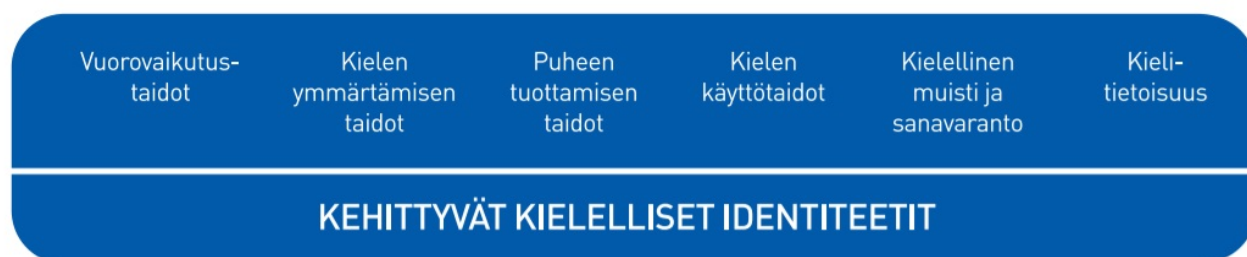 Vuorovaikutus-
taidot
Kielen
ymmärtämisen
taidot
Puheen
tuottamisen
taidot
Kielen
käyttötaidot
Kielellinen
muisti ja
sanavaranto
Kieli-
tietoisuus
KEHITTYVÄT KIELELLISET IDENTITEETIT